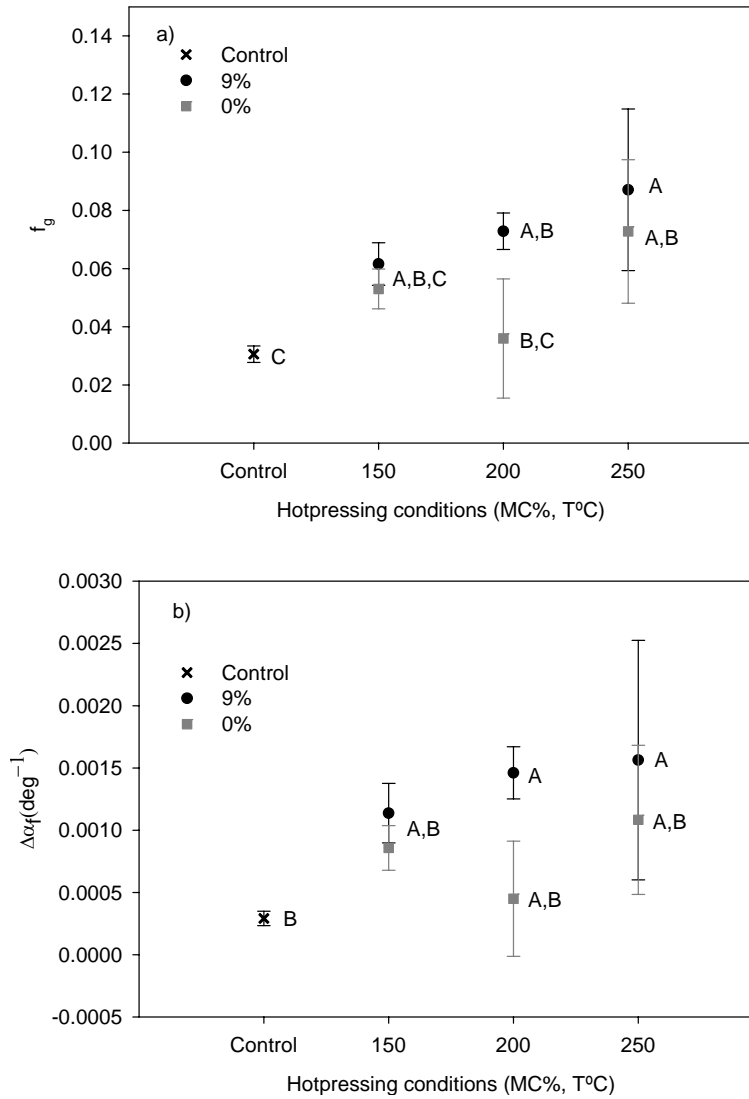 a)
Control
9%
0%
0.14
0.12
0.10
0.08
0.06
0.04
0.02
0.00
f_g
A
A,B
A,B
A,B,C
B,C
C
Control 150 200 250
Hotpressing conditions (MC%, TºC)
b)
Control
9%
0%
0.0030
0.0025
0.0020
0.0015
0.0010
0.0005
0.0000
-0.0005
Δα_f(deg⁻¹)
A
A
A,B
A,B
A,B
B
Control 150 200 250
Hotpressing conditions (MC%, TºC)